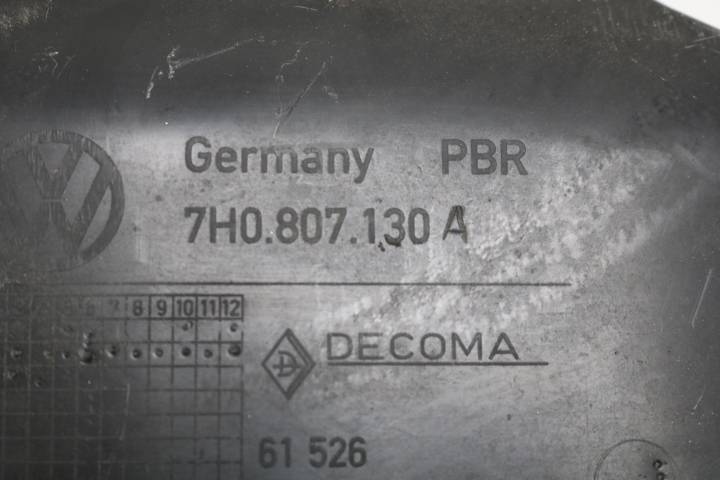 Germany PBR
7H0.807.130 A
8 9 10 11 12
DECOMA
61 526